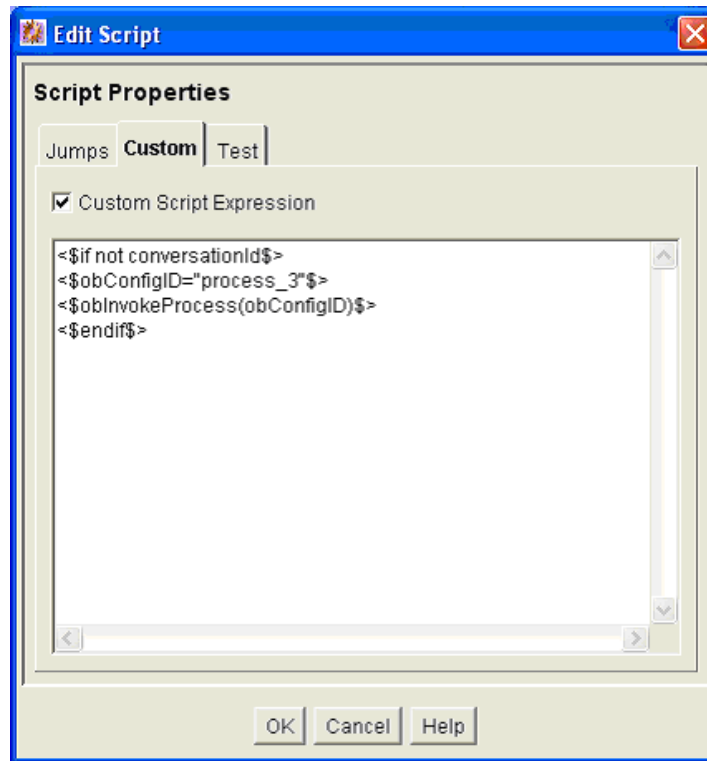 Edit Script
Script Properties
Jumps Custom Test
Custom Script Expression
<$if not conversationId$>
<$obConfigID="process_3"$>
<$obInvokeProcess(obConfigID)$>
<$endif$>
OK Cancel Help